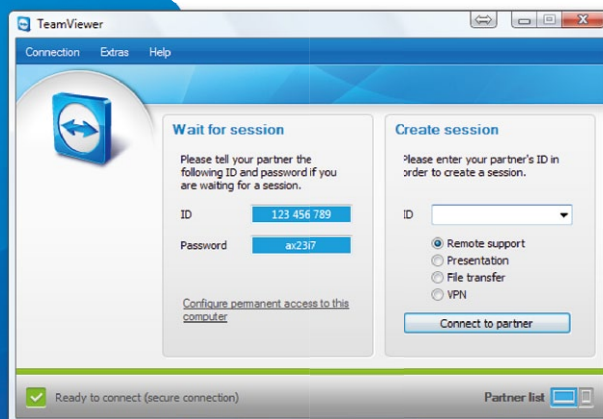 TeamViewer
Connection Extras Help
Wait for session
Please tell your partner the
following ID and password if you
are waiting for a session.
ID 123 456 789
Password ax23i7
Configure permanent access to this
computer
Create session
Please enter your partner's ID in
order to create a session.
ID
Remote support
Presentation
File transfer
VPN
Connect to partner
Ready to connect (secure connection)
Partner list